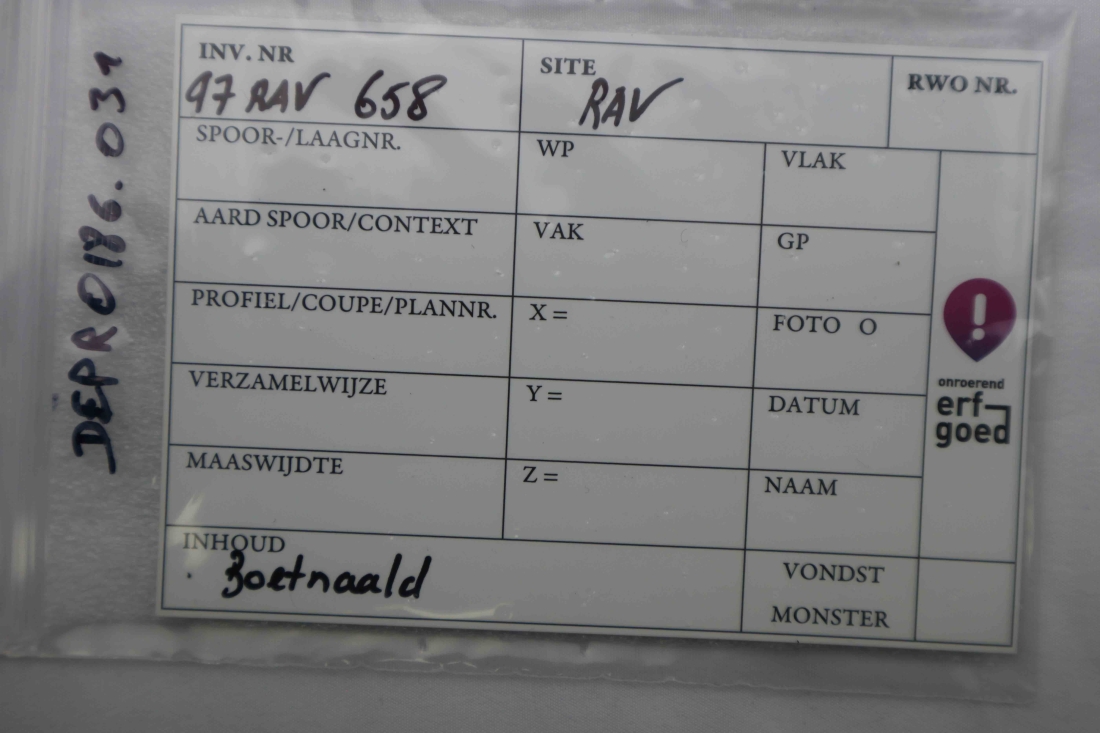 DEPR0186.031
INV. NR
97 RAV 658
SITE
RAV
RWO NR.
SPOOR-/LAAGNR.
WP
VLAK
AARD SPOOR/CONTEXT
VAK
GP
PROFIEL/COUPE/PLANNR.
X =
FOTO O
VERZAMELWIJZE
Y =
DATUM
MAASWIJDTE
Z =
NAAM
onroerend
erf-
goed
INHOUD
Boetnaald
VONDST
MONSTER